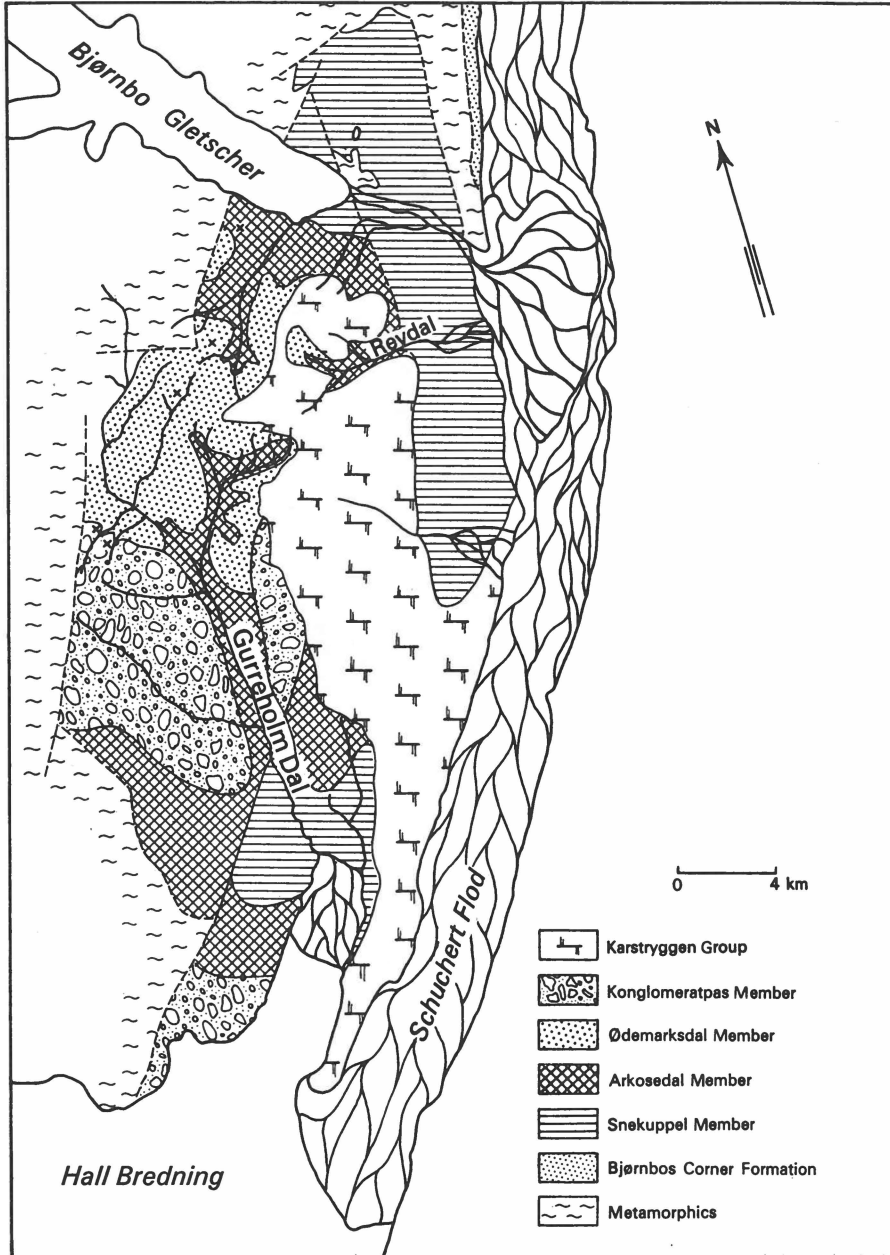 Bjørnbo
Gletscher
N
Revdal
Gurreholm Dal
Schuchert Flod
0 4 km
Karstryggen Group
Konglomeratpas Member
Ødemarksdal Member
Arkosedal Member
Snekuppel Member
Bjørnbos Corner Formation
Metamorphics
Hall Bredning